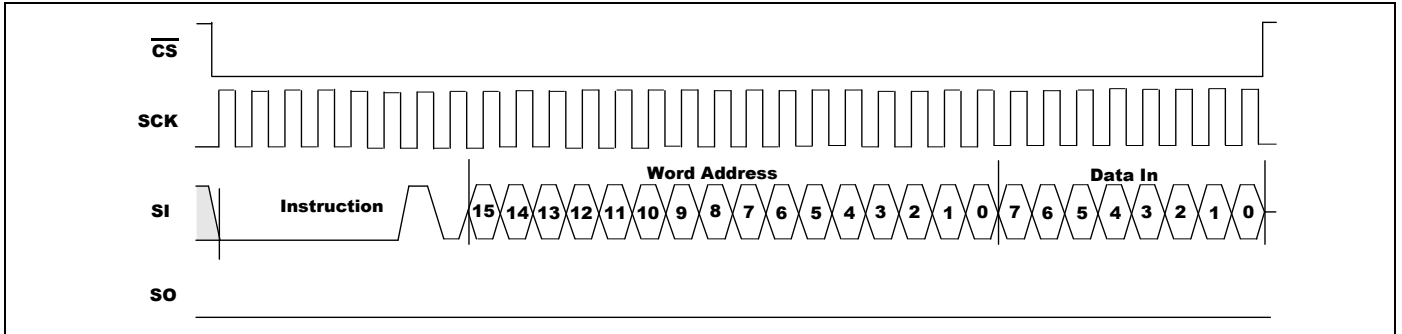 CS
SCK
Word Address
Data In
SI
Instruction
15 14 13 12 11 10 9 8 7 6 5 4 3 2 1 0 7 6 5 4 3 2 1 0
SO